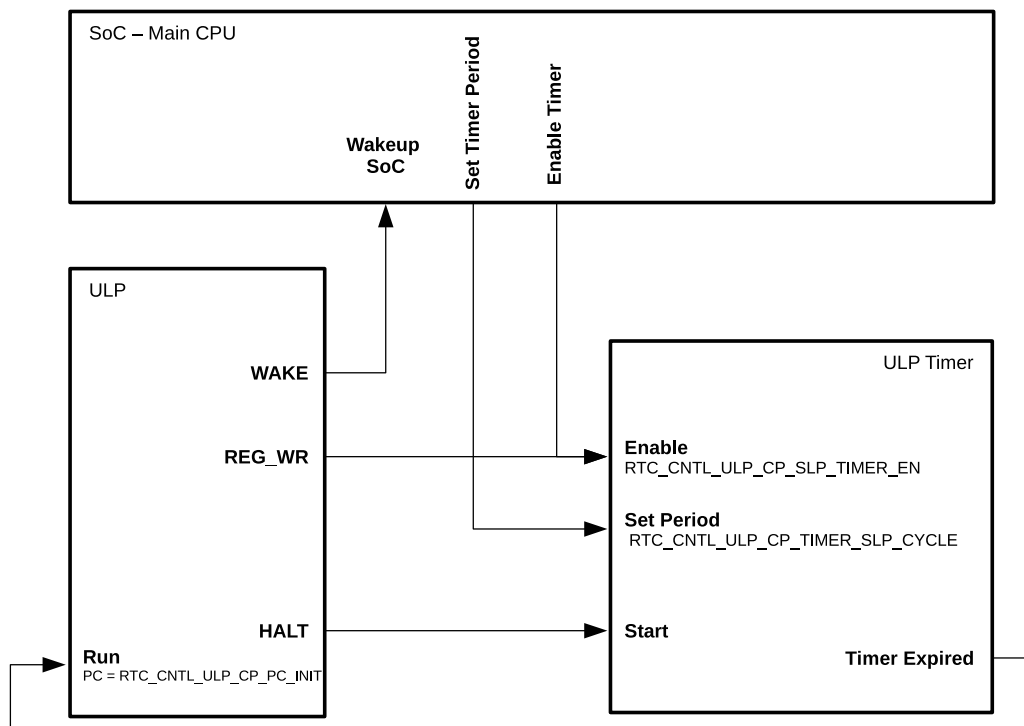 SoC – Main CPU
Set Timer Period
Enable Timer
Wakeup
SoC
ULP
WAKE
REG_WR
HALT
Run
PC = RTC_CNTL_ULP_CP_PC_INIT
ULP Timer
Enable
RTC_CNTL_ULP_CP_SLP_TIMER_EN
Set Period
RTC_CNTL_ULP_CP_TIMER_SLP_CYCLE
Start
Timer Expired